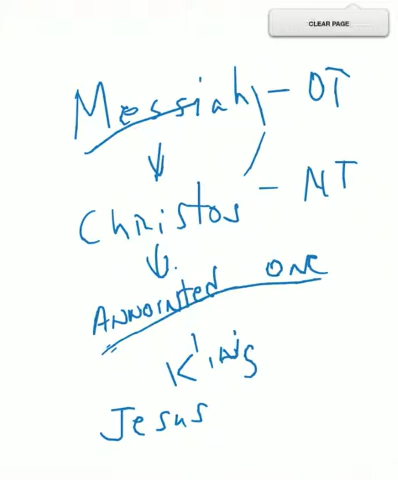 CLEAR PAGE
Messiah - OT
Christos - NT
ANNOINTED ONE
King
Jesus